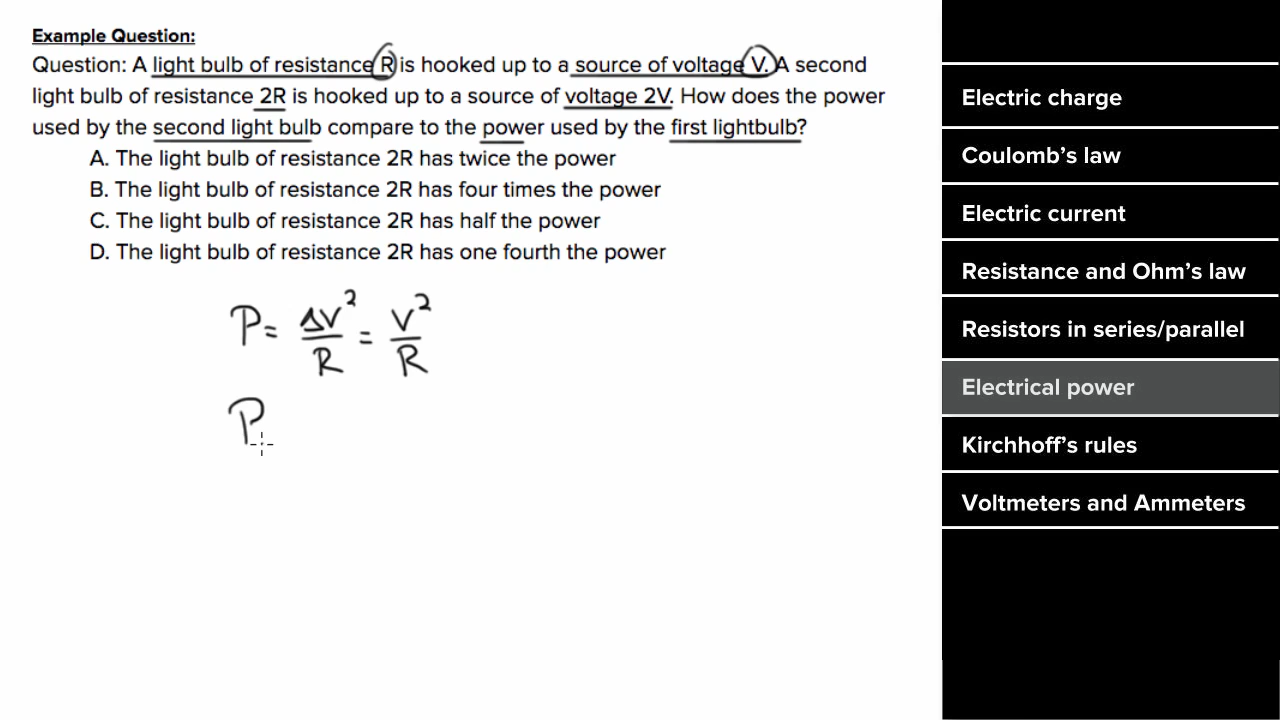 Example Question:
Question: A light bulb of resistance R is hooked up to a source of voltage V. A second
light bulb of resistance 2R is hooked up to a source of voltage 2V. How does the power
used by the second light bulb compare to the power used by the first lightbulb?
A. The light bulb of resistance 2R has twice the power
B. The light bulb of resistance 2R has four times the power
C. The light bulb of resistance 2R has half the power
D. The light bulb of resistance 2R has one fourth the power
P = ΔV²/R = V²/R
P
Electric charge
Coulomb's law
Electric current
Resistance and Ohm's law
Resistors in series/parallel
Electrical power
Kirchhoff's rules
Voltmeters and Ammeters